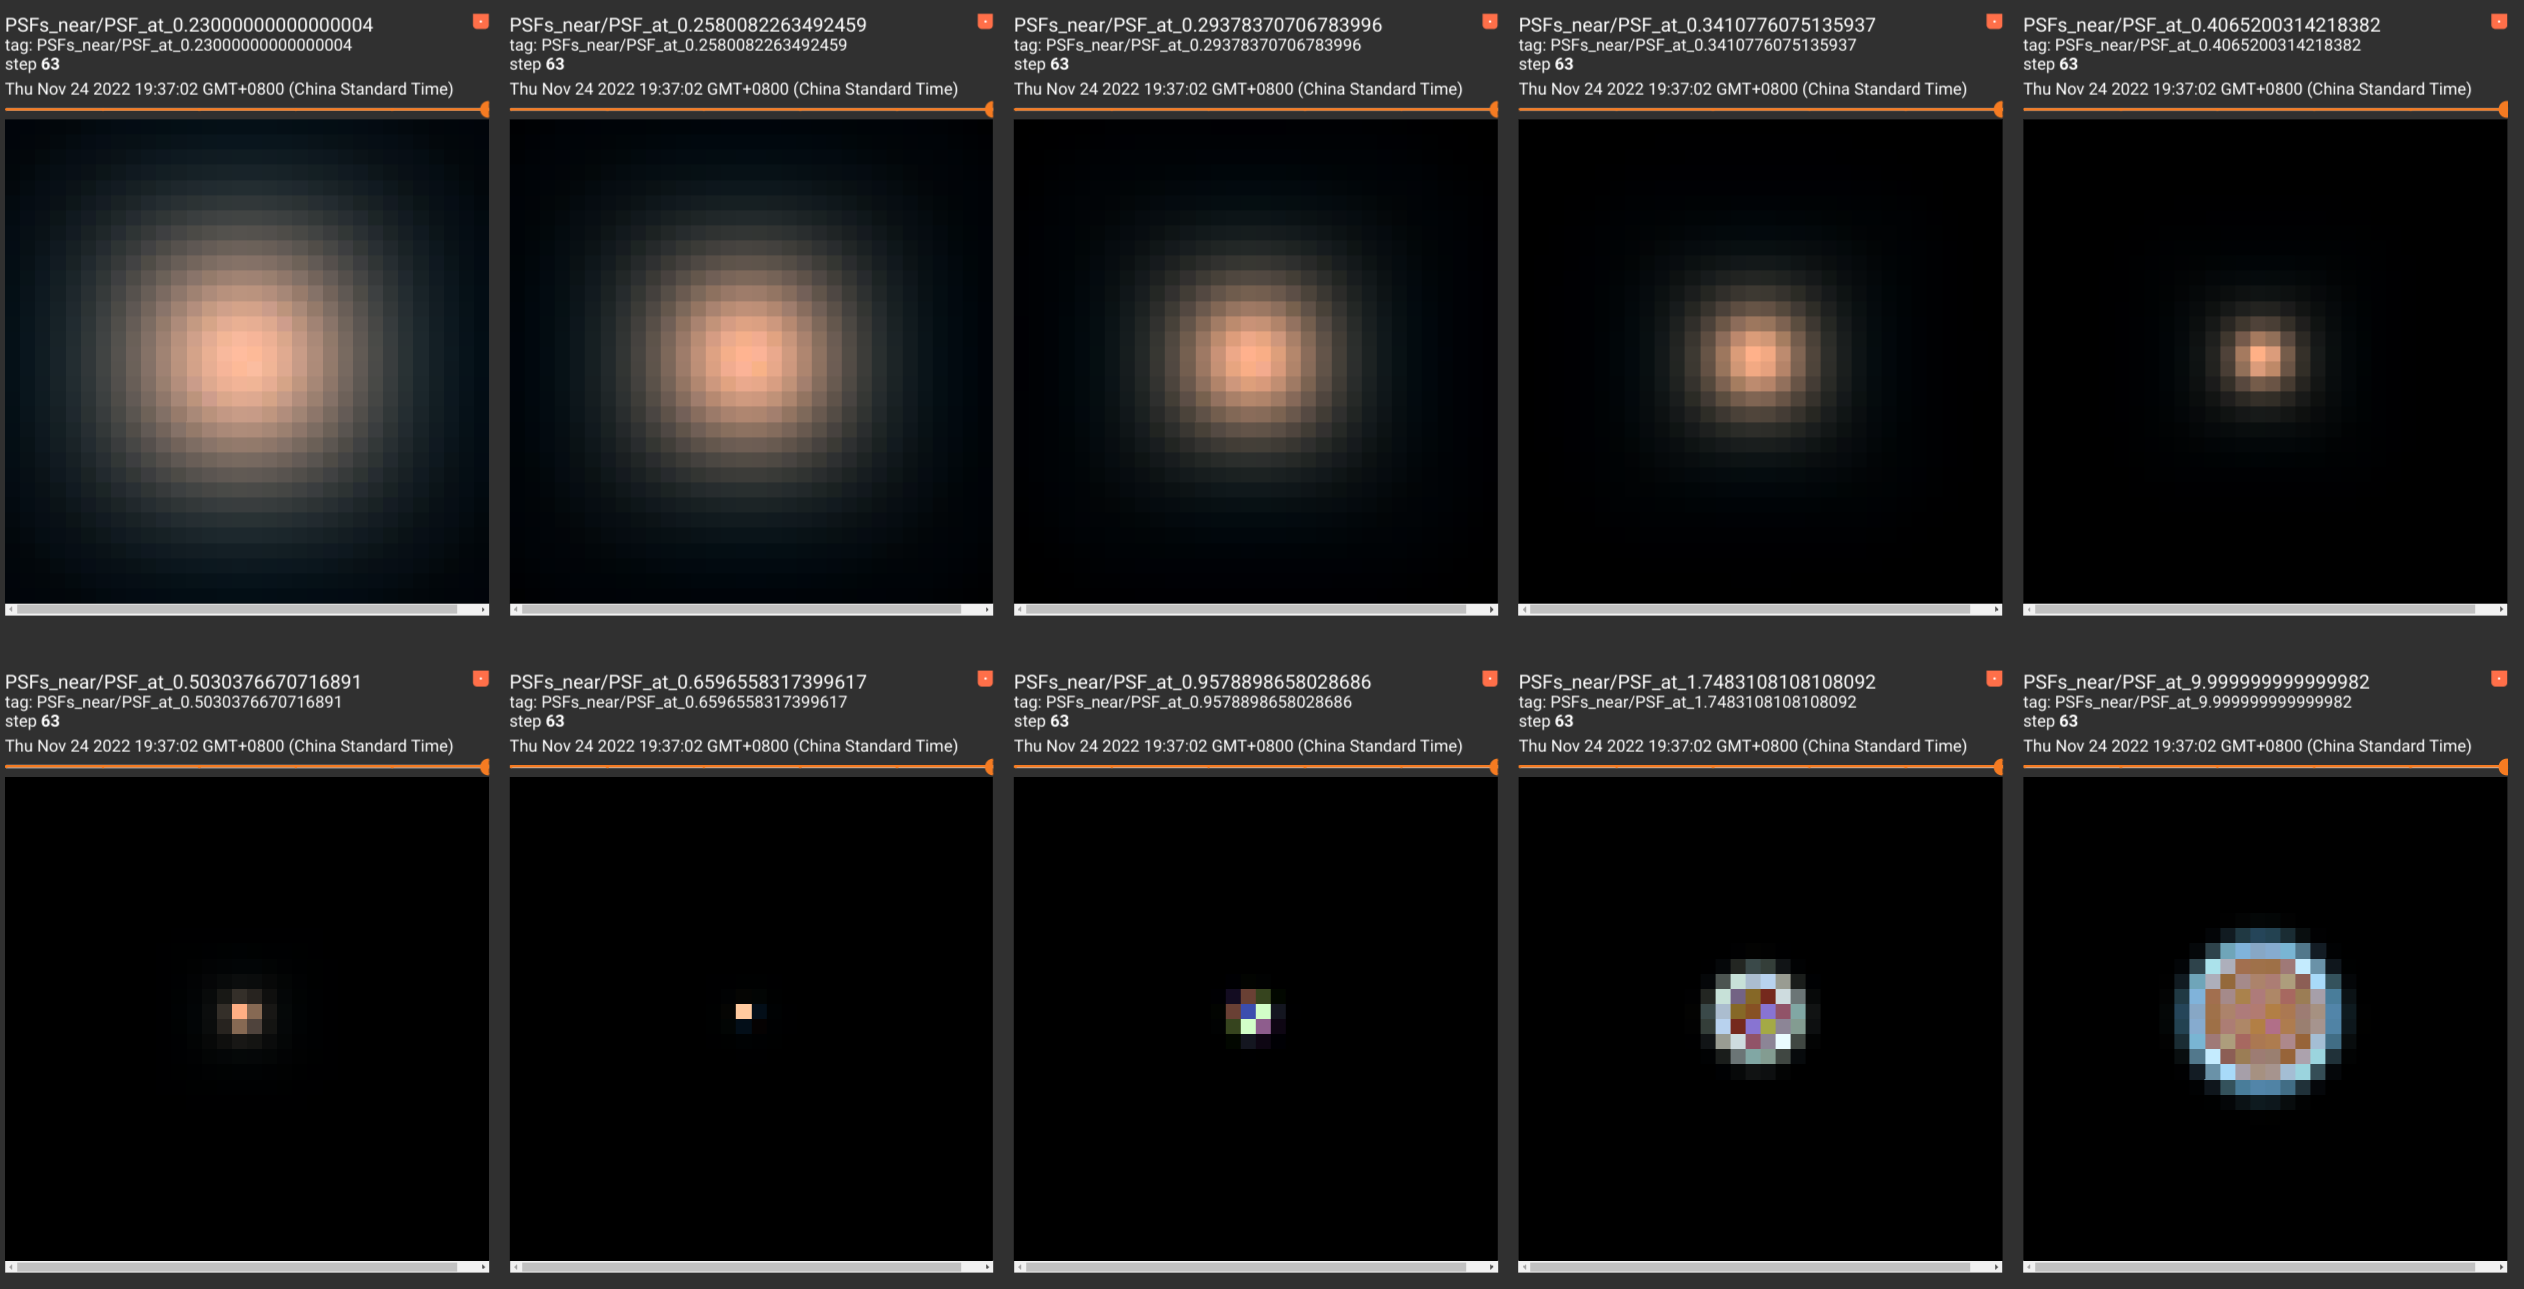 PSFs_near/PSF_at_0.23000000000000004
tag: PSFs_near/PSF_at_0.23000000000000004
step 63
Thu Nov 24 2022 19:37:02 GMT+0800 (China Standard Time)
PSFs_near/PSF_at_0.2580082263492459
tag: PSFs_near/PSF_at_0.2580082263492459
step 63
Thu Nov 24 2022 19:37:02 GMT+0800 (China Standard Time)
PSFs_near/PSF_at_0.29378370706783996
tag: PSFs_near/PSF_at_0.29378370706783996
step 63
Thu Nov 24 2022 19:37:02 GMT+0800 (China Standard Time)
PSFs_near/PSF_at_0.3410776075135937
tag: PSFs_near/PSF_at_0.3410776075135937
step 63
Thu Nov 24 2022 19:37:02 GMT+0800 (China Standard Time)
PSFs_near/PSF_at_0.4065200314218382
tag: PSFs_near/PSF_at_0.4065200314218382
step 63
Thu Nov 24 2022 19:37:02 GMT+0800 (China Standard Time)
PSFs_near/PSF_at_0.5030376670716891
tag: PSFs_near/PSF_at_0.5030376670716891
step 63
Thu Nov 24 2022 19:37:02 GMT+0800 (China Standard Time)
PSFs_near/PSF_at_0.6596558317399617
tag: PSFs_near/PSF_at_0.6596558317399617
step 63
Thu Nov 24 2022 19:37:02 GMT+0800 (China Standard Time)
PSFs_near/PSF_at_0.9578898658028686
tag: PSFs_near/PSF_at_0.9578898658028686
step 63
Thu Nov 24 2022 19:37:02 GMT+0800 (China Standard Time)
PSFs_near/PSF_at_1.7483108108108092
tag: PSFs_near/PSF_at_1.7483108108108092
step 63
Thu Nov 24 2022 19:37:02 GMT+0800 (China Standard Time)
PSFs_near/PSF_at_9.999999999999982
tag: PSFs_near/PSF_at_9.999999999999982
step 63
Thu Nov 24 2022 19:37:02 GMT+0800 (China Standard Time)